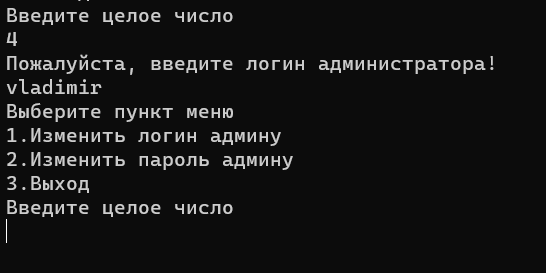 Введите целое число
4
Пожалуйста, введите логин администратора!
vladimir
Выберите пункт меню
1.Изменить логин админу
2.Изменить пароль админу
3.Выход
Введите целое число